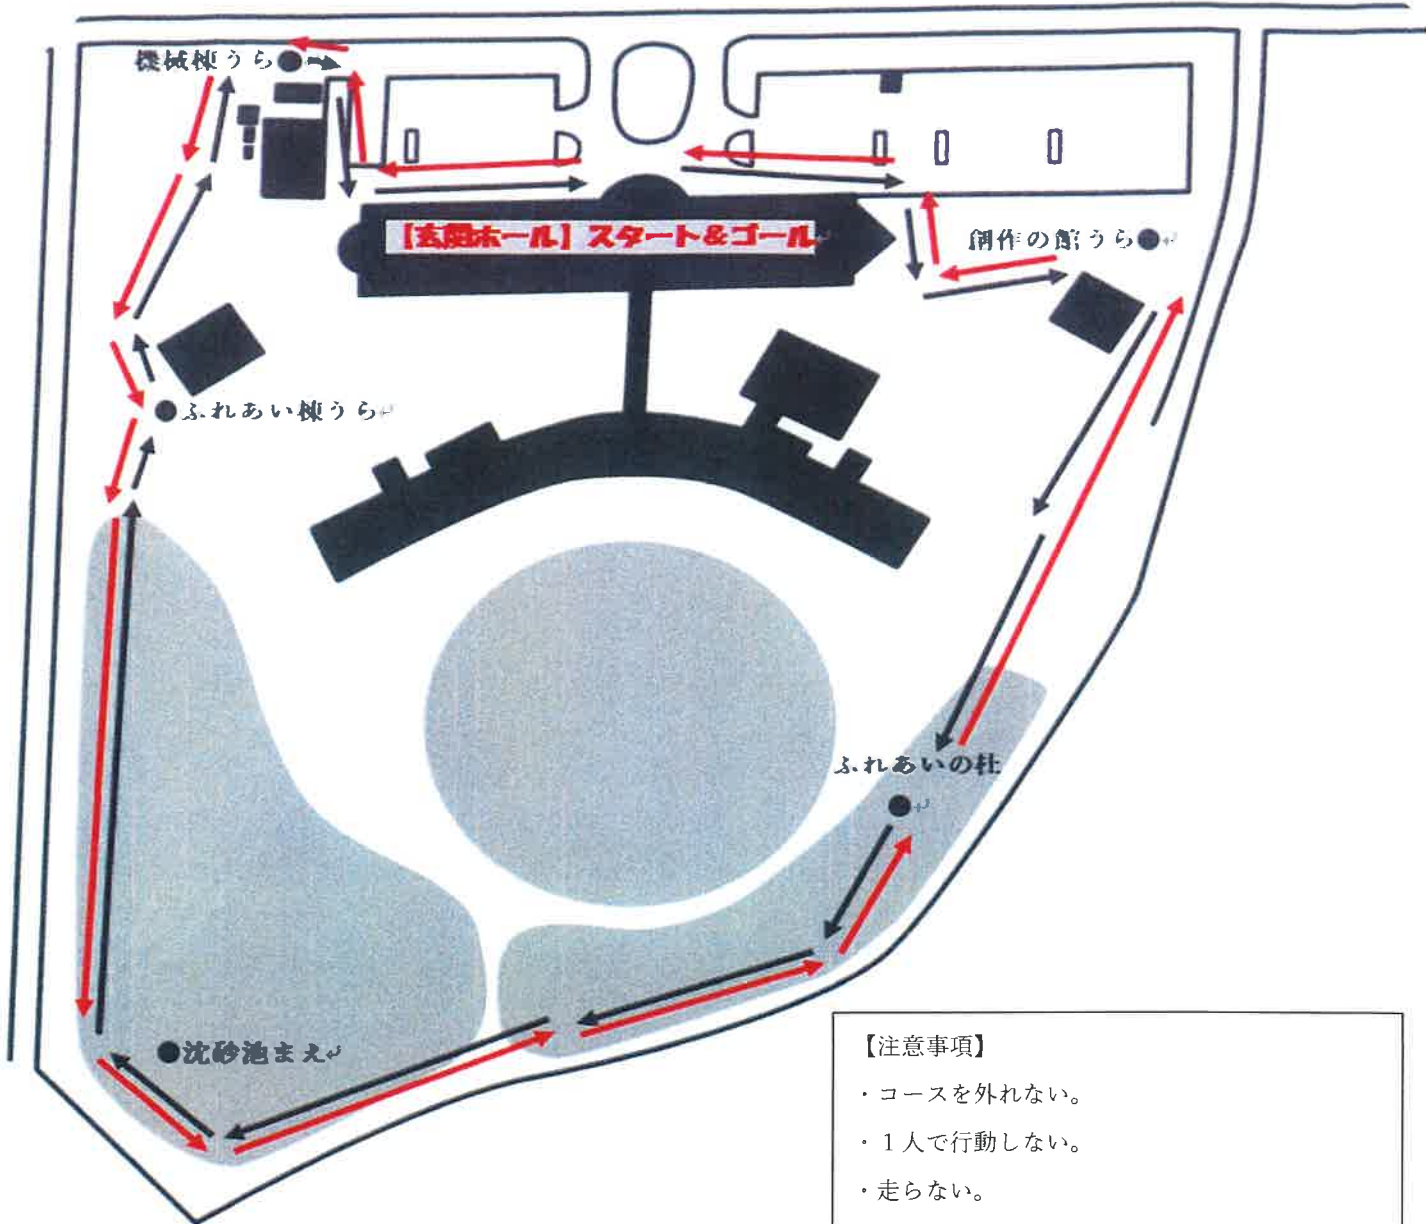 機械棟うら
【玄関ホール】スタート&ゴール
創作の館うら
ふれあい棟うら
ふれあいの杜
沈砂池まえ
【注意事項】
・コースを外れない。
・１人で行動しない。
・走らない。